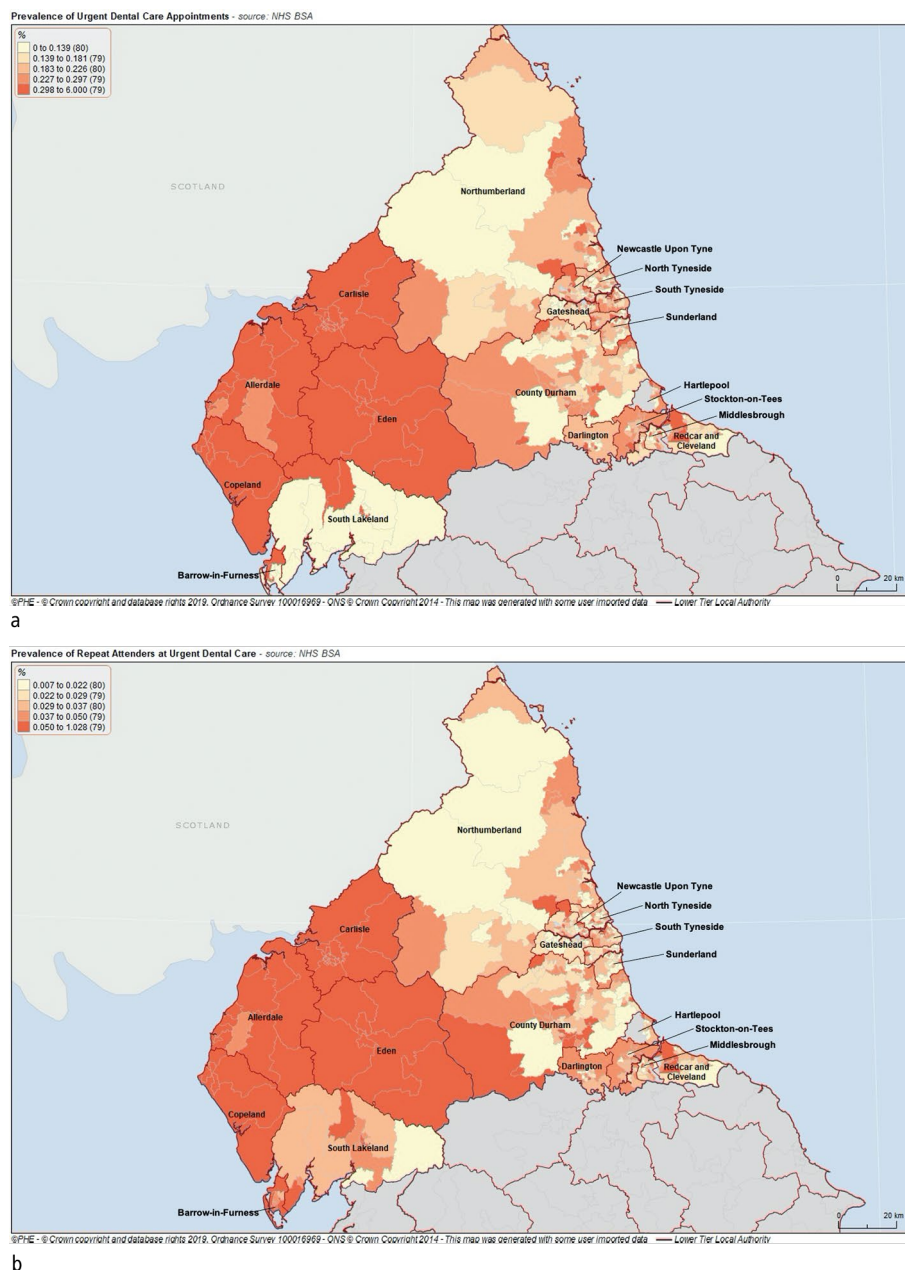 Prevalence of Urgent Dental Care Appointments - source: NHS BSA
%
0 to 0.139 (80)
0.139 to 0.181 (79)
0.183 to 0.226 (80)
0.227 to 0.297 (79)
0.298 to 6.000 (79)
SCOTLAND
Northumberland
Newcastle Upon Tyne
North Tyneside
Carlisle
South Tyneside
Gateshead
Sunderland
Allerdale
Hartlepool
County Durham
Stockton-on-Tees
Eden
Middlesbrough
Darlington
Redcar and
Cleveland
Copeland
South Lakeland
Barrow-in-Furness
0 20 km
©PHE - © Crown copyright and database rights 2019. Ordnance Survey 100016969 - ONS © Crown Copyright 2014 - This map was generated with some user imported data Lower Tier Local Authority
a
Prevalence of Repeat Attenders at Urgent Dental Care - source: NHS BSA
%
0.007 to 0.022 (80)
0.022 to 0.029 (79)
0.029 to 0.037 (80)
0.037 to 0.050 (79)
0.050 to 1.028 (79)
SCOTLAND
Northumberland
Newcastle Upon Tyne
North Tyneside
Carlisle
South Tyneside
Gateshead
Sunderland
Allerdale
Hartlepool
County Durham
Stockton-on-Tees
Eden
Middlesbrough
Darlington
Redcar and
Cleveland
Copeland
South Lakeland
Barrow-in-Furness
0 20 km
©PHE - © Crown copyright and database rights 2019. Ordnance Survey 100016969 - ONS © Crown Copyright 2014 - This map was generated with some user imported data Lower Tier Local Authority
b